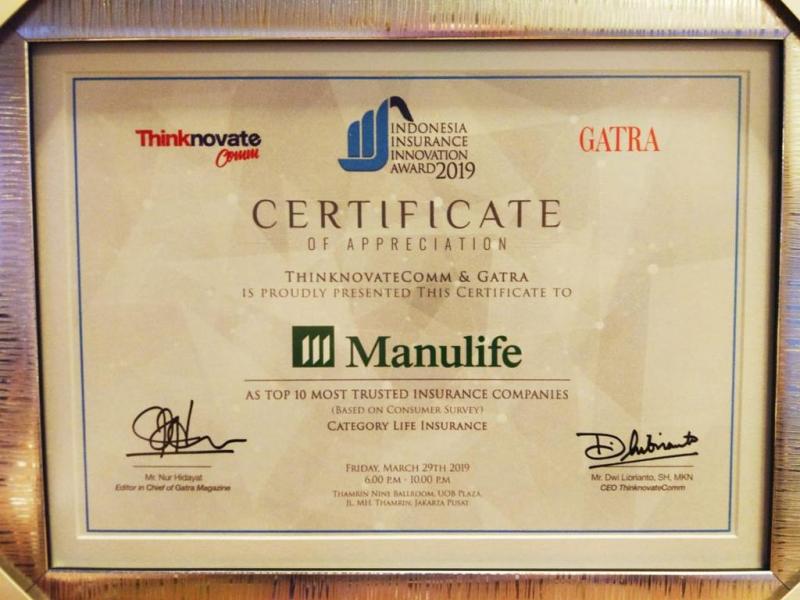 Thinknovate
Comm
INDONESIA
INSURANCE
INNOVATION
AWARD 2019
GATRA
CERTIFICATE
OF APPRECIATION
THINKNOVATECOMM & GATRA
IS PROUDLY PRESENTED THIS CERTIFICATE TO
Manulife
AS TOP 10 MOST TRUSTED INSURANCE COMPANIES
(BASED ON CONSUMER SURVEY)
CATEGORY LIFE INSURANCE
Mr. Nur Hidayat
Editor in Chief of Gatra Magazine
FRIDAY, MARCH 29TH 2019
6.00 P.M - 10.00 P.M
THAMRIN NINE BALLROOM, UOB PLAZA,
JL. MH. THAMRIN, JAKARTA PUSAT
Mr. Dwi Librianto, SH, MKN
CEO ThinknovateComm